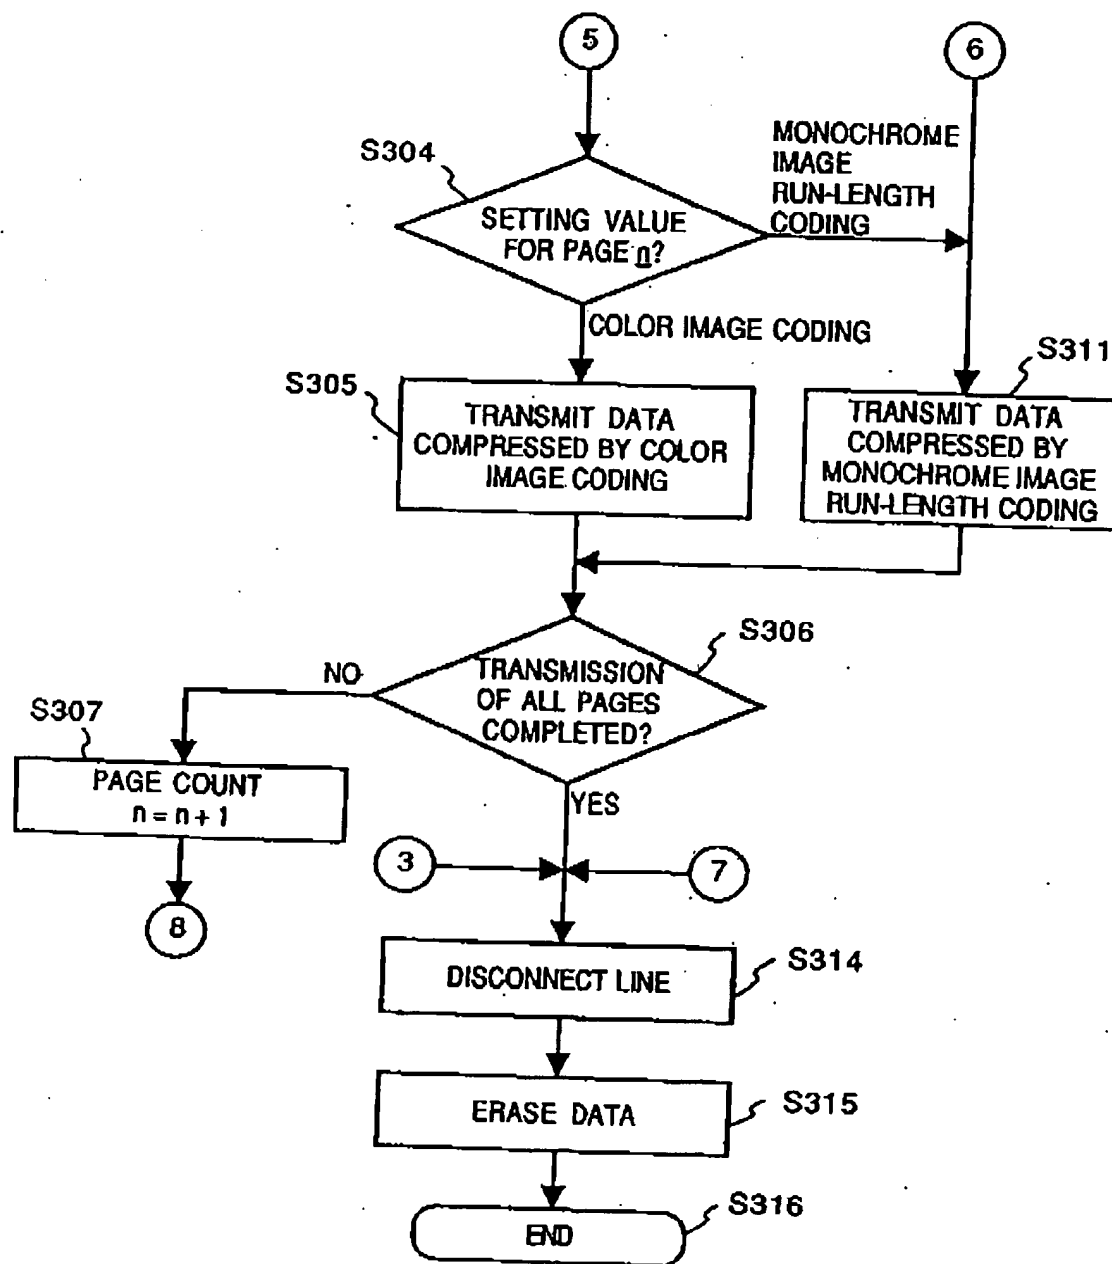 5
6
S304
MONOCHROME
IMAGE
RUN-LENGTH
CODING
SETTING VALUE
FOR PAGE n?
COLOR IMAGE CODING
S305
S311
TRANSMIT DATA
COMPRESSED BY COLOR
IMAGE CODING
TRANSMIT DATA
COMPRESSED BY
MONOCHROME IMAGE
RUN-LENGTH CODING
S306
NO
TRANSMISSION
OF ALL PAGES
COMPLETED?
S307
PAGE COUNT
n = n + 1
YES
3
7
8
S314
DISCONNECT LINE
S315
ERASE DATA
S316
END